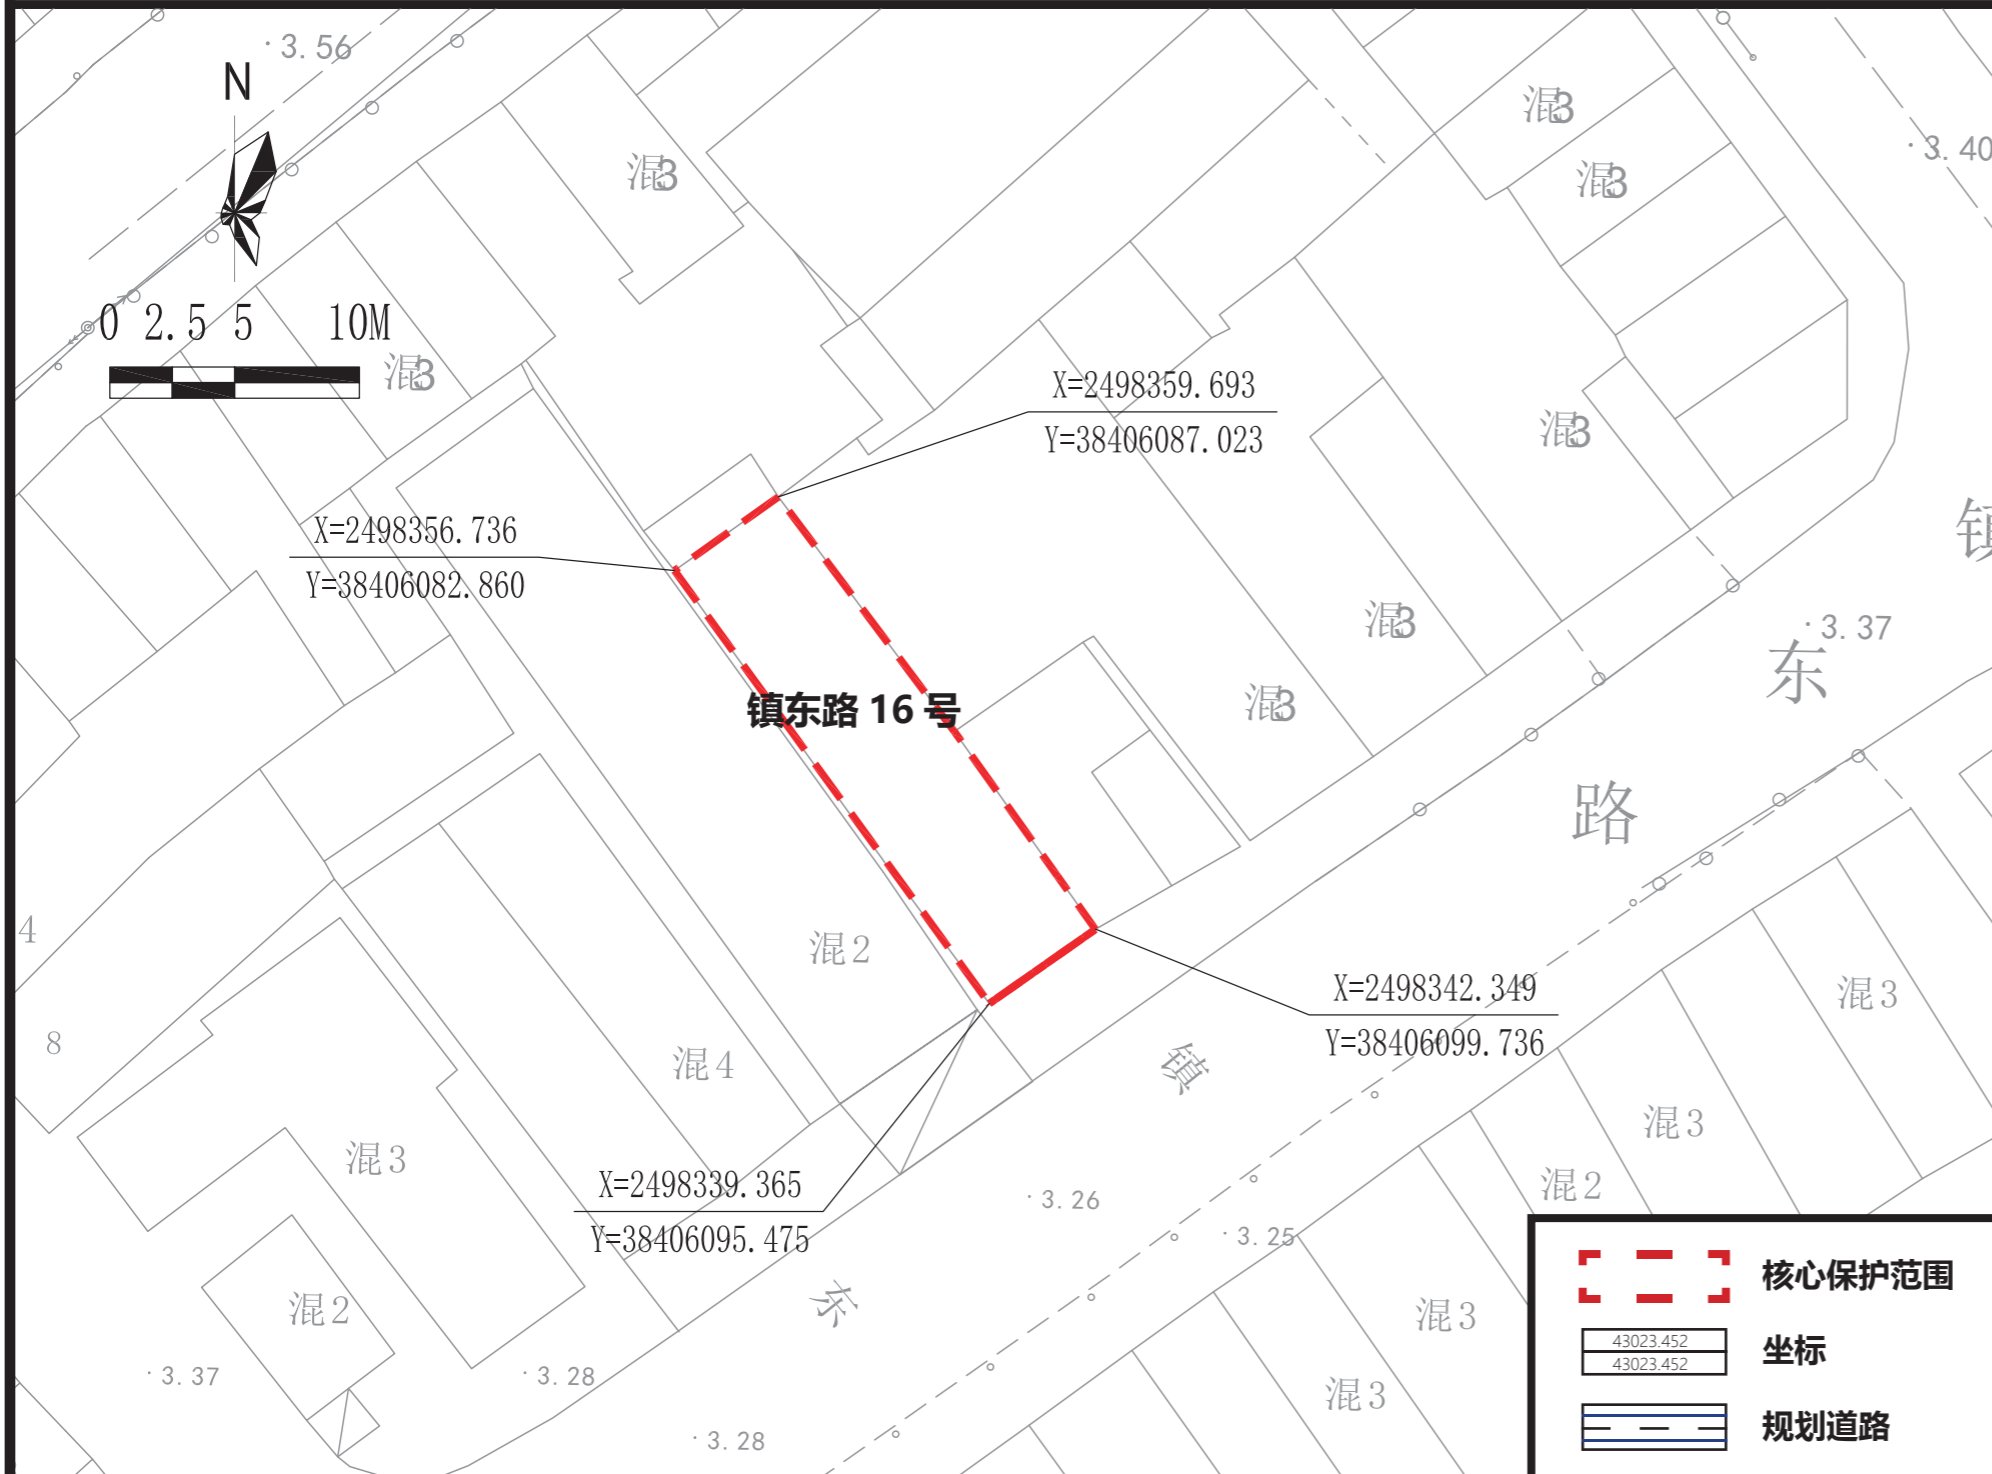 ·3.56
N
混3
混3
·3.40
混3
0 2.5 5 10M
混3
X=2498359.693
Y=38406087.023
混3
X=2498356.736
Y=38406082.860
镇
混3
·3.37
东
混3
镇东路 16 号
路
混2
4
X=2498342.349
混3
8
Y=38406099.736
混4
镇
混3
混3
X=2498339.365
混2
·3.26
Y=38406095.475
·3.25
核心保护范围
混2
东
混3
43023.452
43023.452
坐标
·3.37
·3.28
混3
规划道路
·3.28